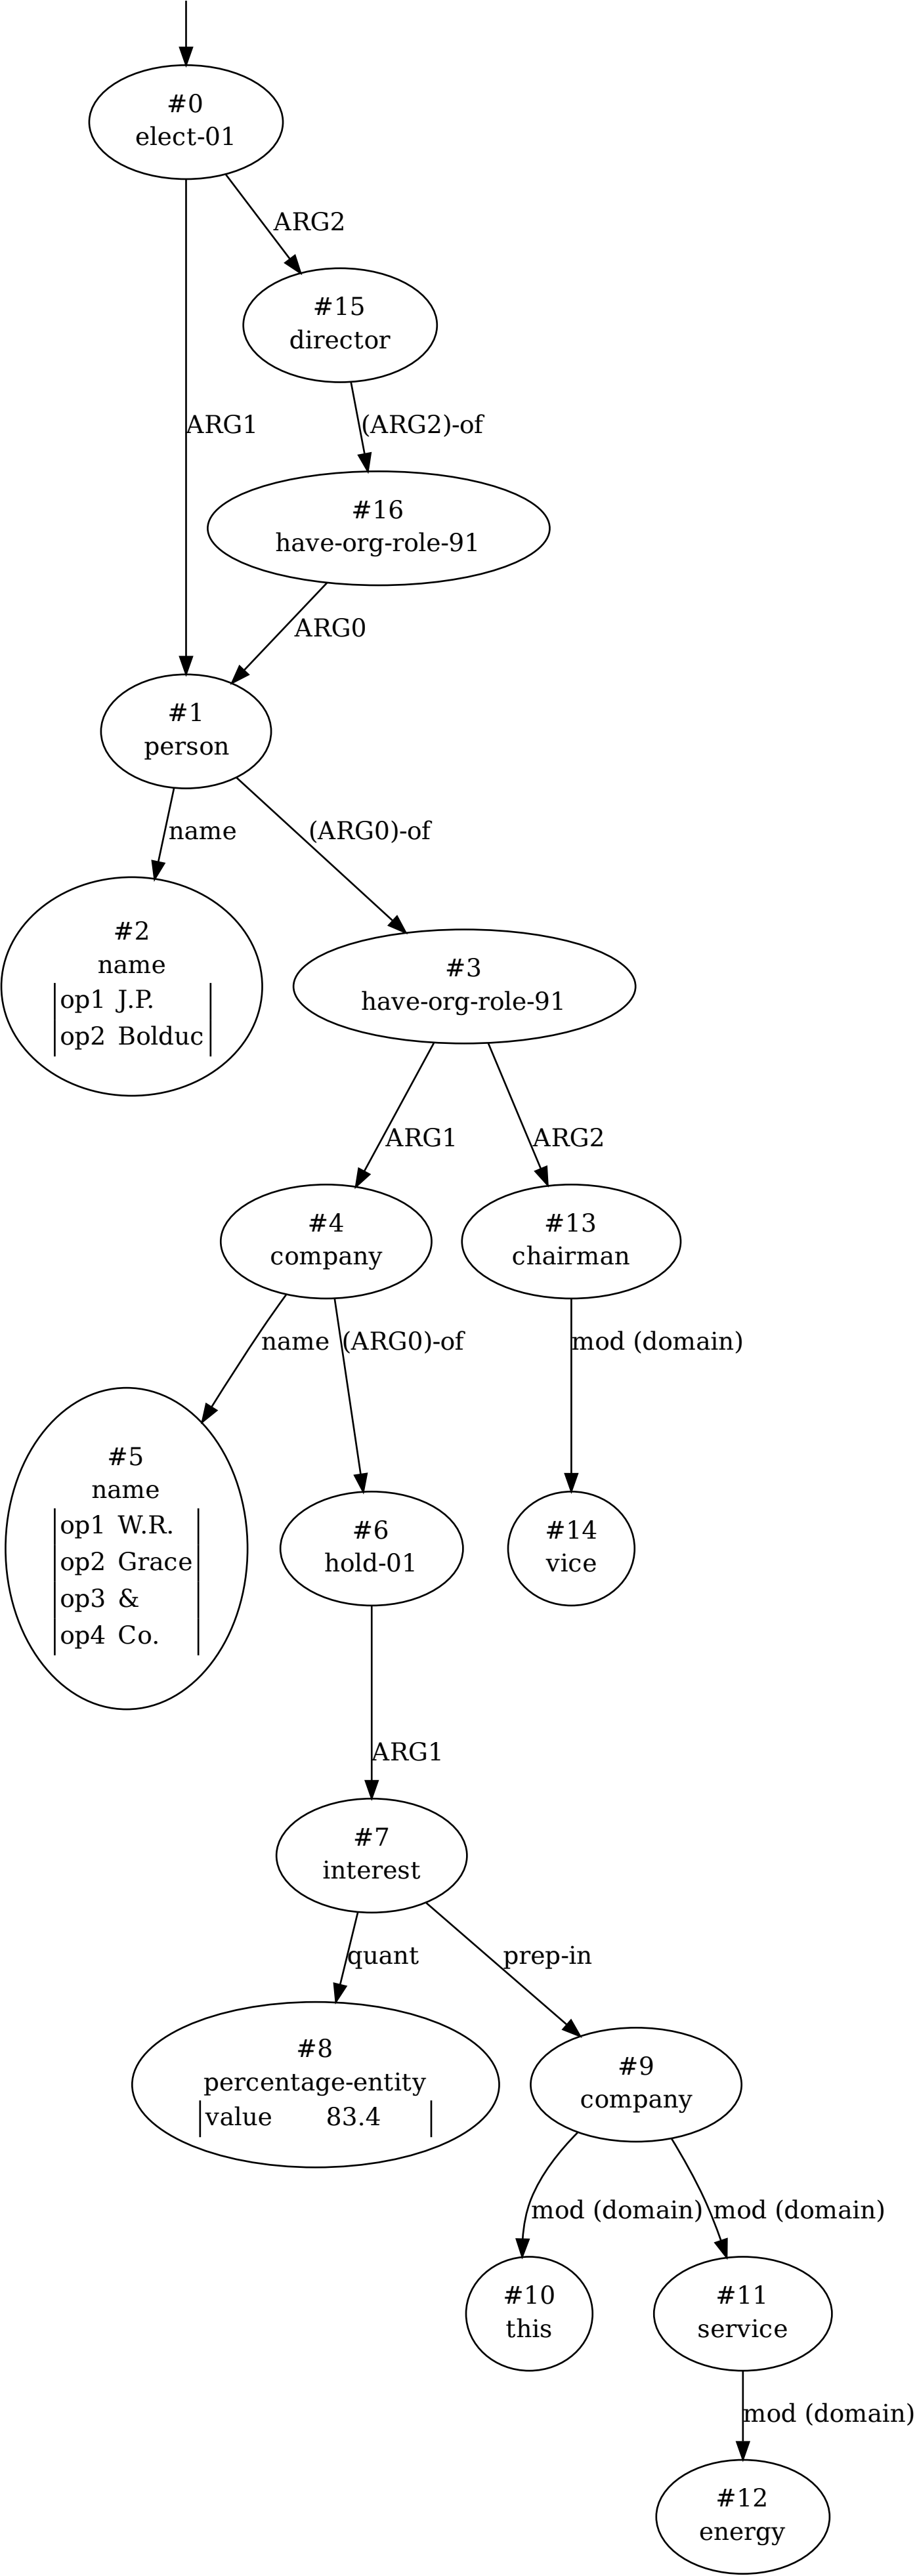 #0
elect-01
ARG2
#15
director
ARG1
(ARG2)-of
#16
have-org-role-91
ARG0
#1
person
name
(ARG0)-of
#2
name
op1 J.P.
op2 Bolduc
#3
have-org-role-91
ARG1
ARG2
#4
company
#13
chairman
name
(ARG0)-of
mod (domain)
#5
name
op1 W.R.
op2 Grace
op3 &
op4 Co.
#6
hold-01
#14
vice
ARG1
#7
interest
quant
prep-in
#8
percentage-entity
value 83.4
#9
company
mod (domain)
mod (domain)
#10
this
#11
service
mod (domain)
#12
energy